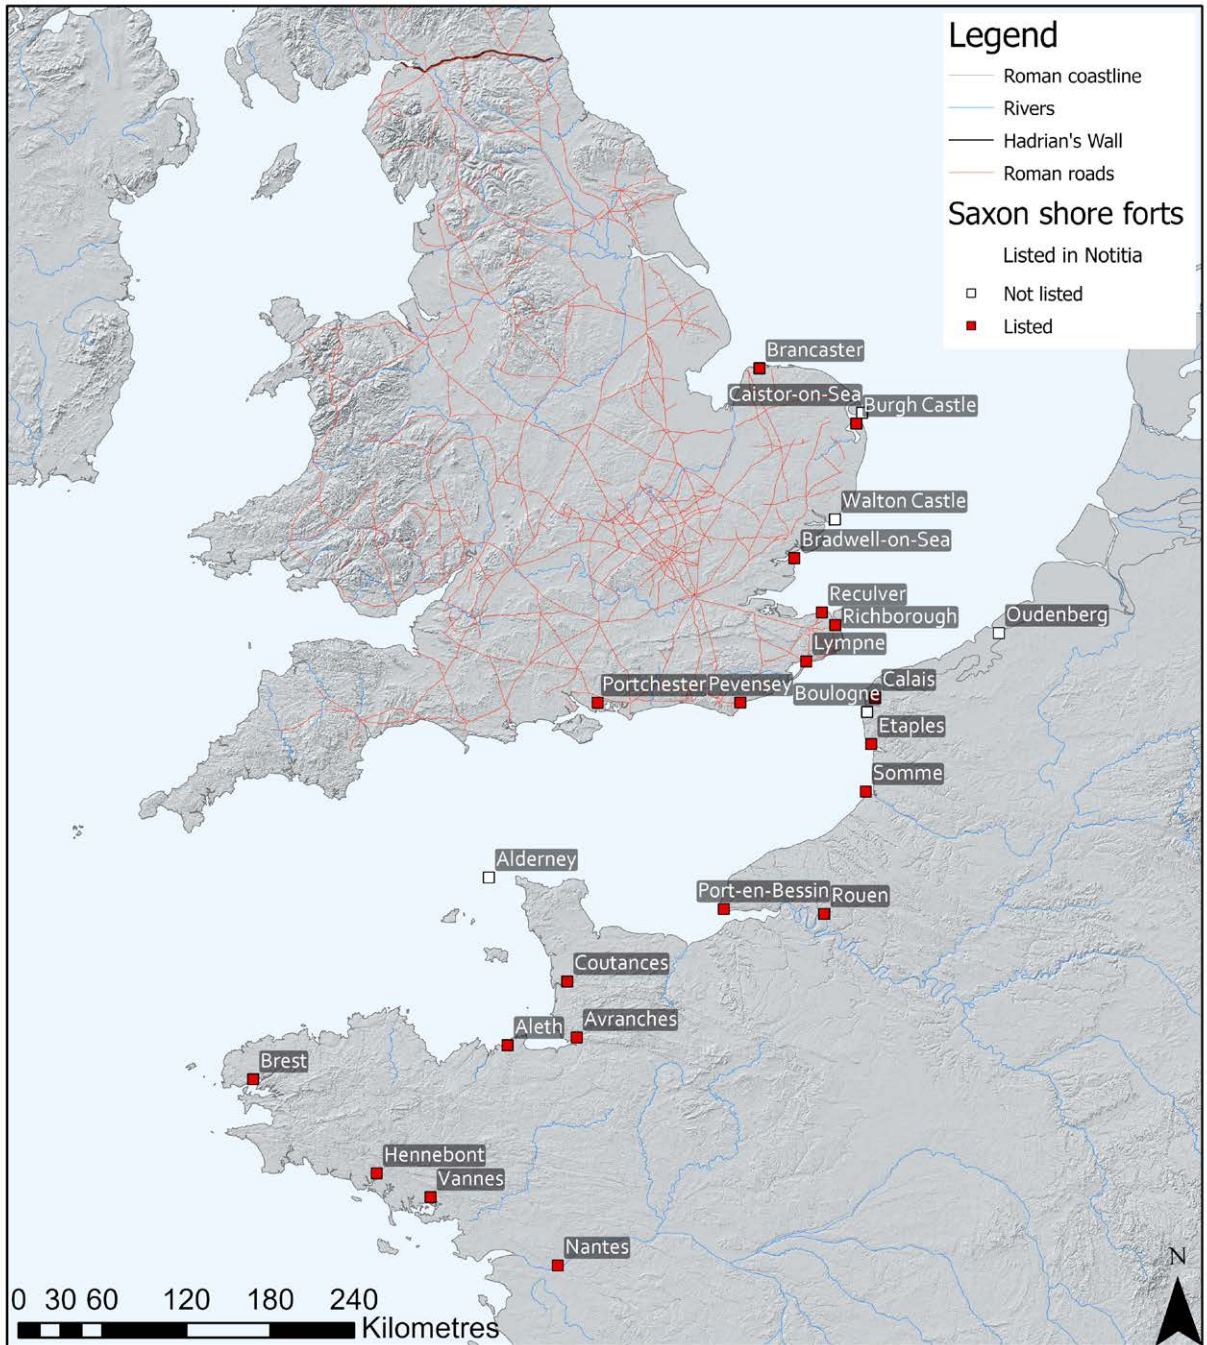 Legend
Roman coastline
Rivers
Hadrian's Wall
Roman roads
Saxon shore forts
Listed in Notitia
Not listed
Listed
Brancaster
Caistor-on-Sea
Burgh Castle
Walton Castle
Bradwell-on-Sea
Reculver
Richborough
Oudenberg
Lympne
Portchester
Pevensey
Boulogne
Calais
Etaples
Somme
Alderney
Port-en-Bessin
Rouen
Coutances
Aleth
Avranches
Brest
Hennebont
Vannes
Nantes
N
0 30 60 120 180 240
Kilometres